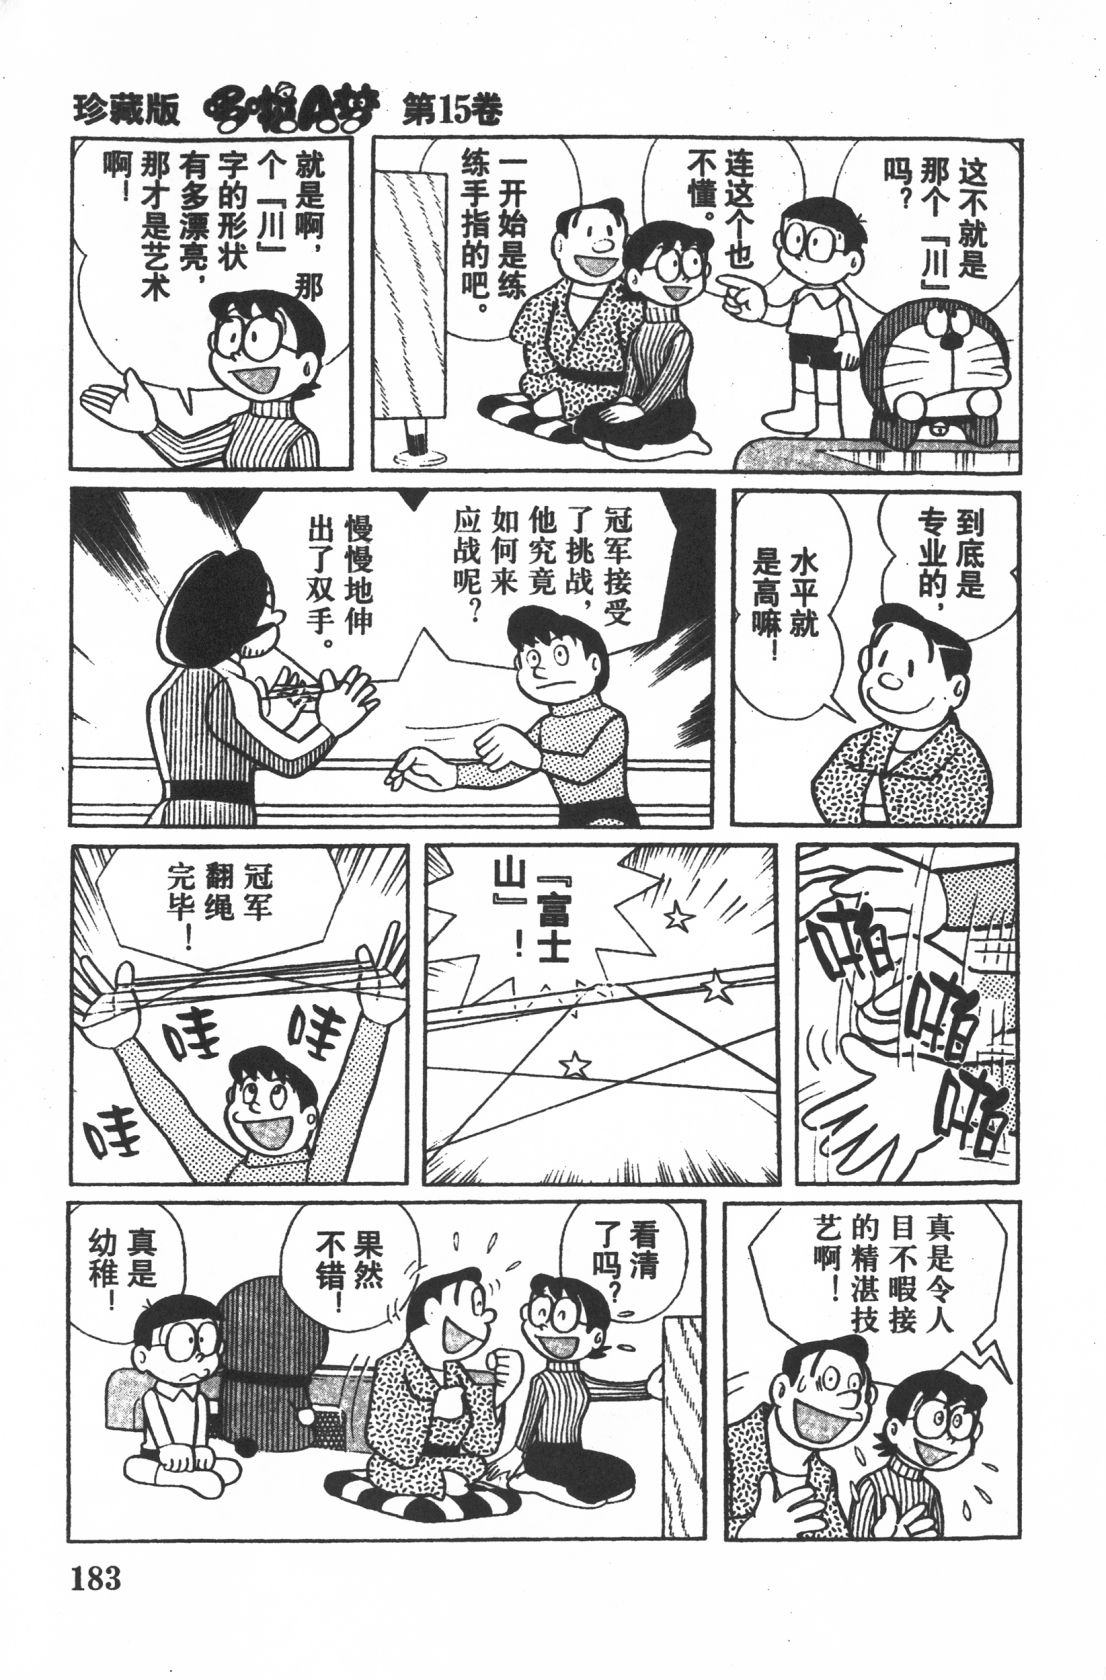 珍藏版 哆啦A梦 第15卷
这不就是
那个『川』
吗？
连这个也
不懂。
一开始是练
练手指的吧。
就是啊，那
个『川』
字的形状
有多漂亮，
那才是艺术
啊！
到底是
专业的，
水平就
是高嘛！
冠军接受
了挑战，
他究竟
如何来
应战呢？
慢慢地伸
出了双手。
啪
啪
啪
『富士
山』！
冠军
翻绳
完毕！
哇
哇
哇
真是令人
目不暇接
的精湛技
艺啊！
看清
了吗？
果然
不错！
真是
幼稚！
183